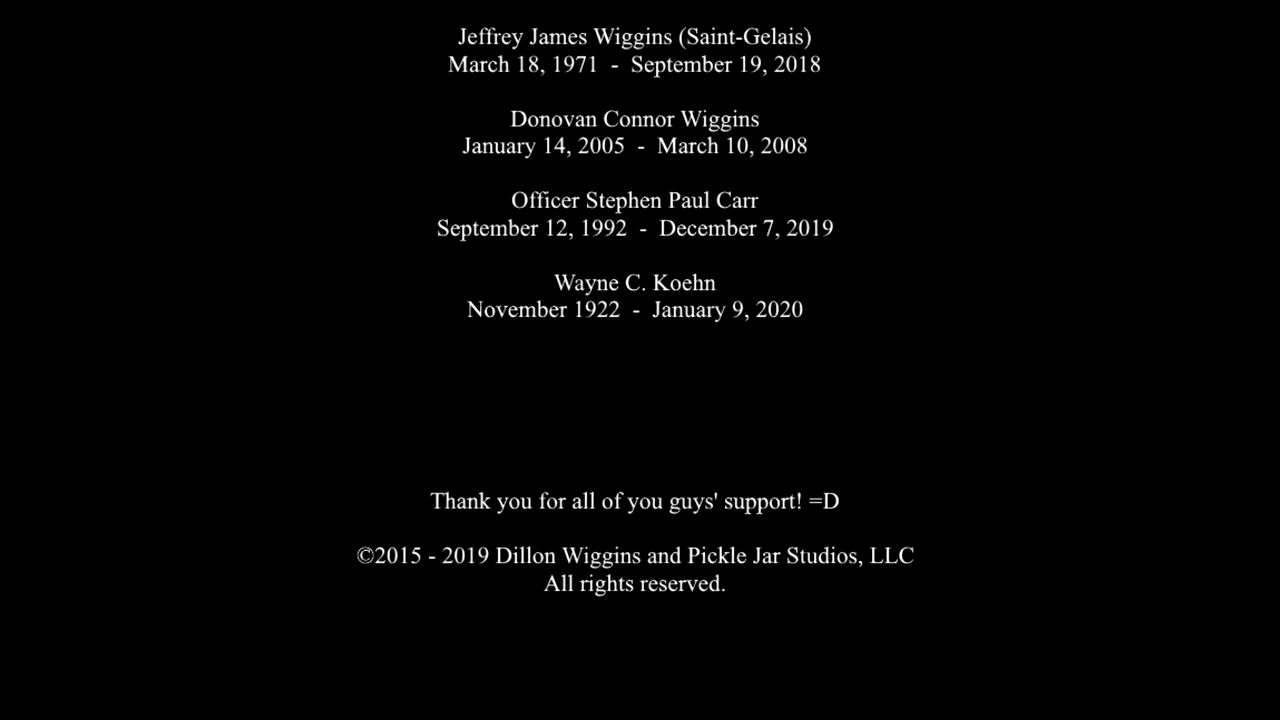 Jeffrey James Wiggins (Saint-Gelais)
March 18, 1971 - September 19, 2018
Donovan Connor Wiggins
January 14, 2005 - March 10, 2008
Officer Stephen Paul Carr
September 12, 1992 - December 7, 2019
Wayne C. Koehn
November 1922 - January 9, 2020
Thank you for all of you guys' support! =D
©2015 - 2019 Dillon Wiggins and Pickle Jar Studios, LLC
All rights reserved.